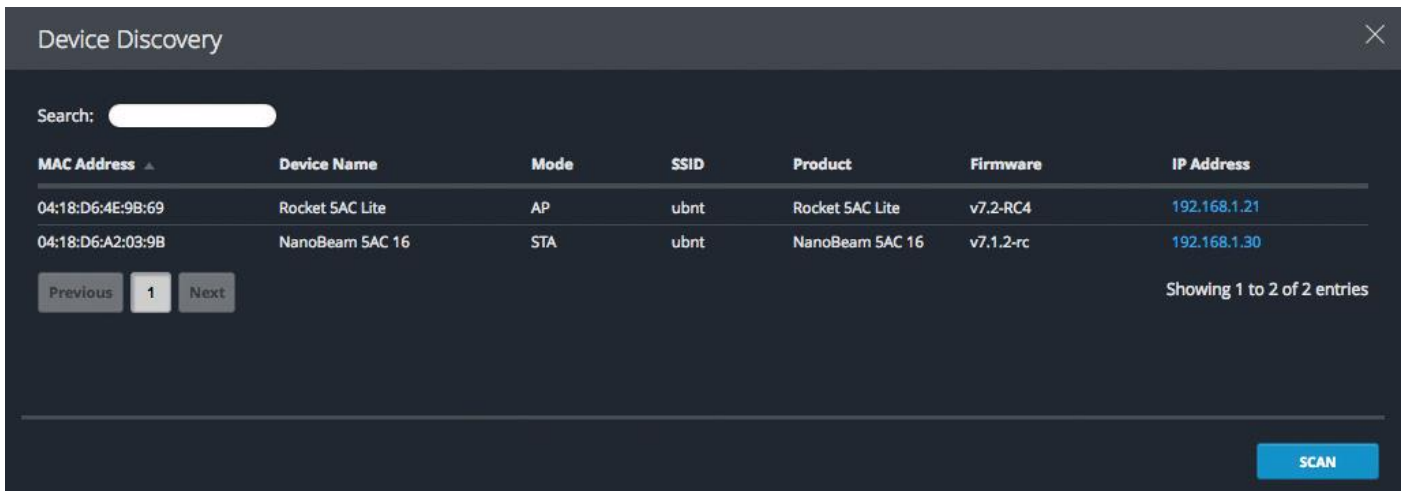 Device Discovery
Search:
MAC Address Device Name Mode SSID Product Firmware IP Address
04:18:D6:4E:9B:69 Rocket 5AC Lite AP ubnt Rocket 5AC Lite v7.2-RC4 192.168.1.21
04:18:D6:A2:03:9B NanoBeam 5AC 16 STA ubnt NanoBeam 5AC 16 v7.1.2-rc 192.168.1.30
Previous 1 Next Showing 1 to 2 of 2 entries
SCAN